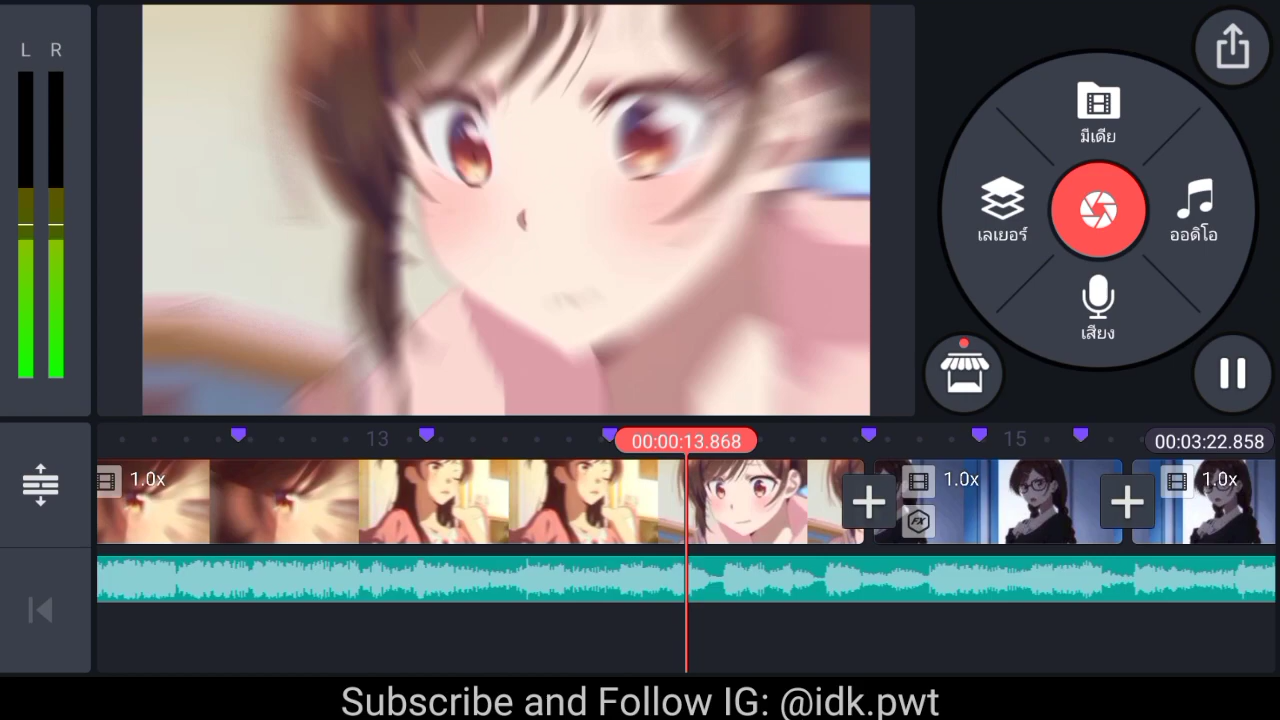 L R
มีเดีย
เลเยอร์
ออดิโอ
เสียง
13
00:00:13.868
15
00:03:22.858
1.0x
1.0x
1.0x
FX
Subscribe and Follow IG: @idk.pwt